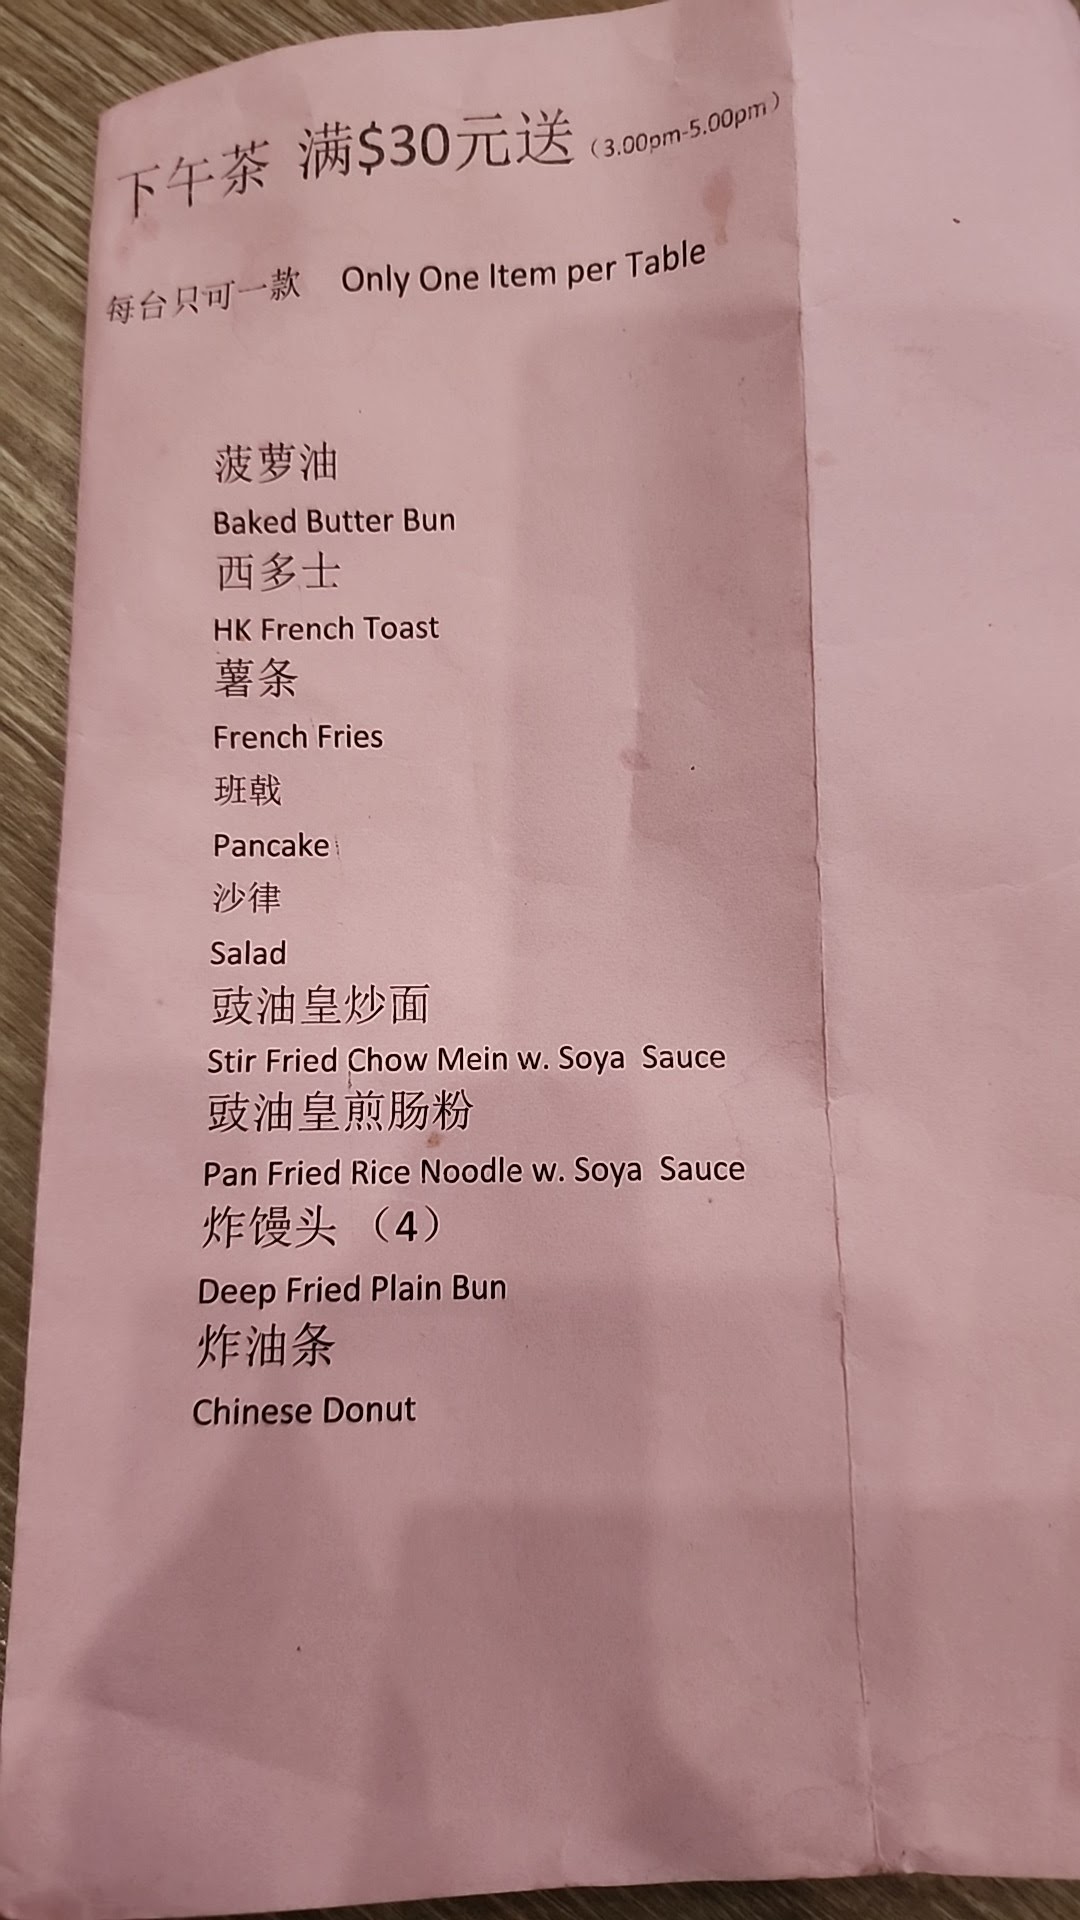 下午茶 满$30元送（3.00pm-5.00pm）
每台只可一款 Only One Item per Table
菠萝油
Baked Butter Bun
西多士
HK French Toast
薯条
French Fries
班戟
Pancake
沙律
Salad
豉油皇炒面
Stir Fried Chow Mein w. Soya Sauce
豉油皇煎肠粉
Pan Fried Rice Noodle w. Soya Sauce
炸馒头 （4）
Deep Fried Plain Bun
炸油条
Chinese Donut